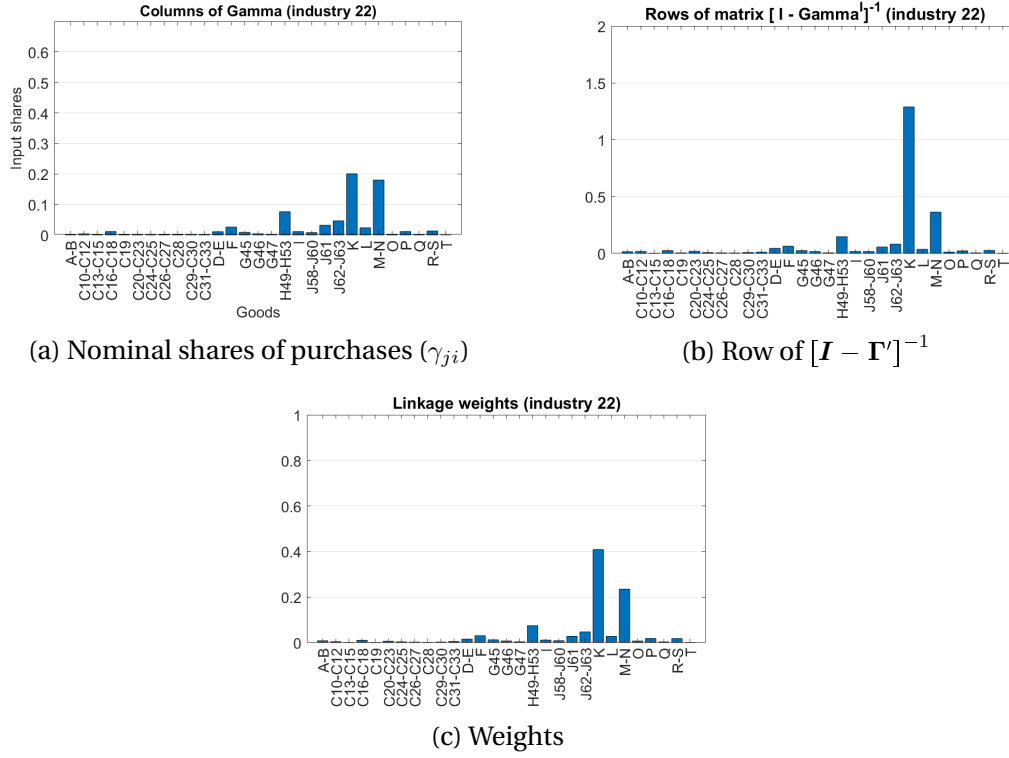 Columns of Gamma (industry 22)
Input shares
0.6
0.5
0.4
0.3
0.2
0.1
0
A-B
C10-C12
C13-C15
C16-C18
C19
C20-C23
C24-C25
C26-C27
C28
C29-C30
C31-C33
D-E
F
G45
G46
G47
H49-H53
I
J58-J60
J61
J62-J63
K
L
M-N
O
P
Q
R-S
T
Goods
(a) Nominal shares of purchases (γji)
Rows of matrix [ I - Gamma^I]^-1 (industry 22)
2
1.5
1
0.5
0
A-B
C10-C12
C13-C15
C16-C18
C19
C20-C23
C24-C25
C26-C27
C28
C29-C30
C31-C33
D-E
F
G45
G46
G47
H49-H53
I
J58-J60
J61
J62-J63
K
L
M-N
O
P
Q
R-S
T
(b) Row of [I − Γ′]^−1
Linkage weights (industry 22)
1
0.8
0.6
0.4
0.2
0
A-B
C10-C12
C13-C15
C16-C18
C19
C20-C23
C24-C25
C26-C27
C28
C29-C30
C31-C33
D-E
F
G45
G46
G47
H49-H53
I
J58-J60
J61
J62-J63
K
L
M-N
O
P
Q
R-S
T
(c) Weights